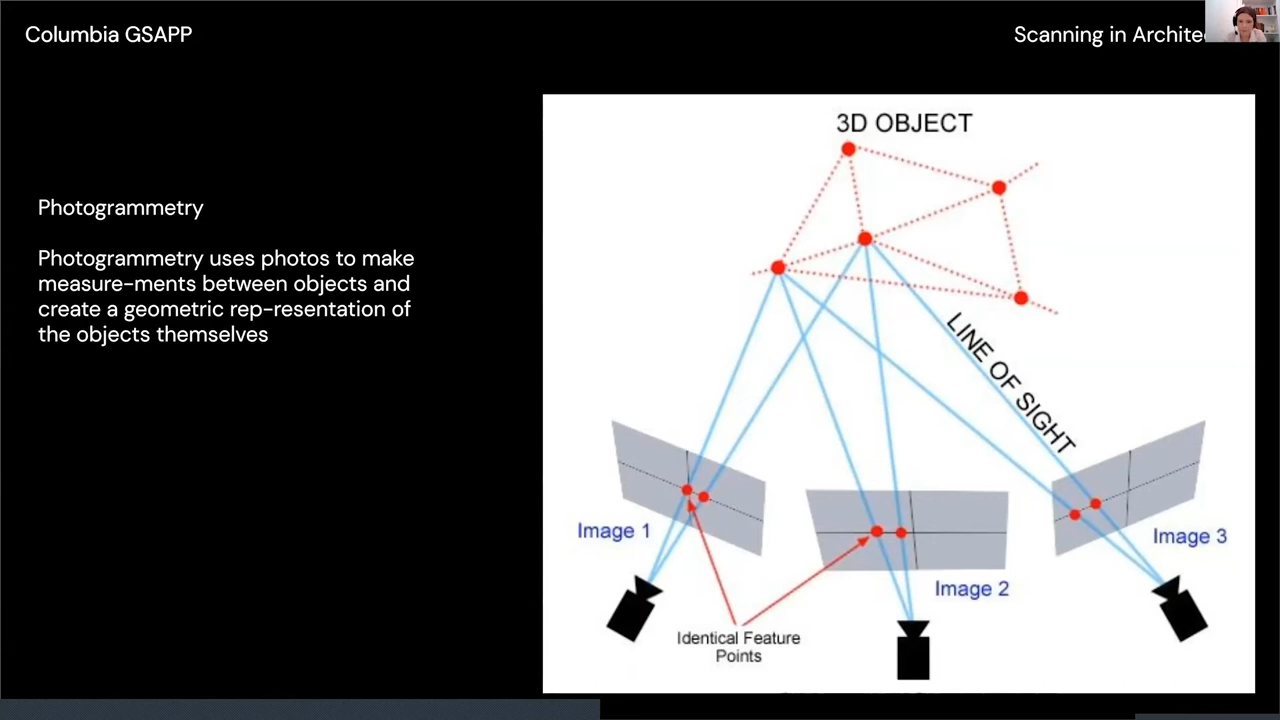 Columbia GSAPP
Scanning in Archite
Photogrammetry
Photogrammetry uses photos to make
measure-ments between objects and
create a geometric rep-resentation of
the objects themselves
3D OBJECT
LINE OF SIGHT
Image 1
Image 2
Image 3
Identical Feature
Points